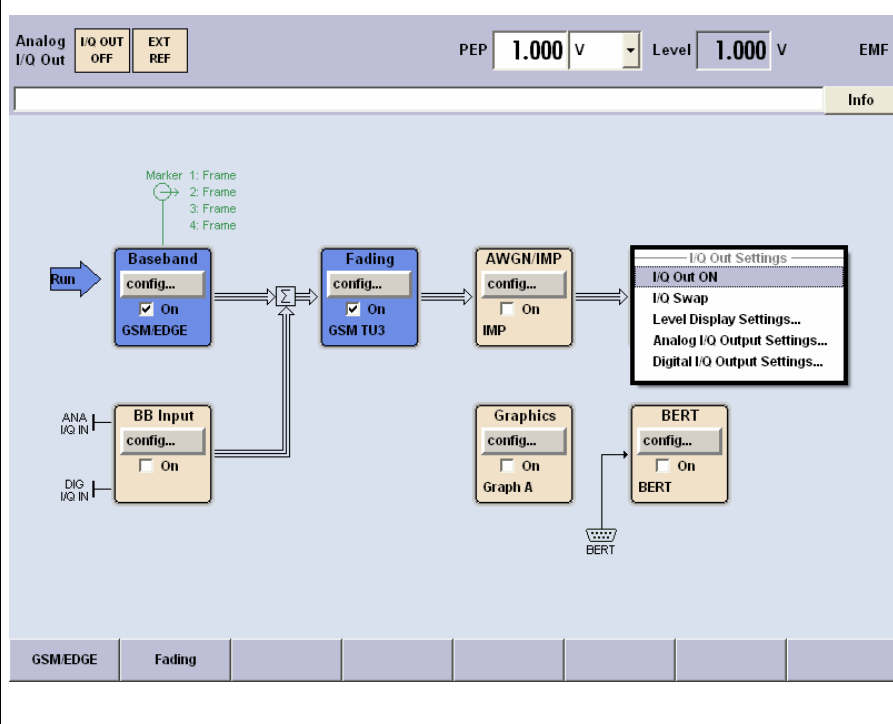 Analog I/Q OUT EXT PEP 1.000 V Level 1.000 V EMF
I/Q Out OFF REF
Info
Marker 1: Frame
2: Frame
3: Frame
4: Frame
Run
Baseband
config...
On
GSM/EDGE
Σ
Fading
config...
On
GSM TU3
AWGN/IMP
config...
On
IMP
I/Q Out Settings
I/Q Out ON
I/Q Swap
Level Display Settings...
Analog I/Q Output Settings...
Digital I/Q Output Settings...
ANA
I/Q IN
DIG
I/Q IN
BB Input
config...
On
Graphics
config...
On
Graph A
BERT
config...
On
BERT
BERT
GSM/EDGE Fading